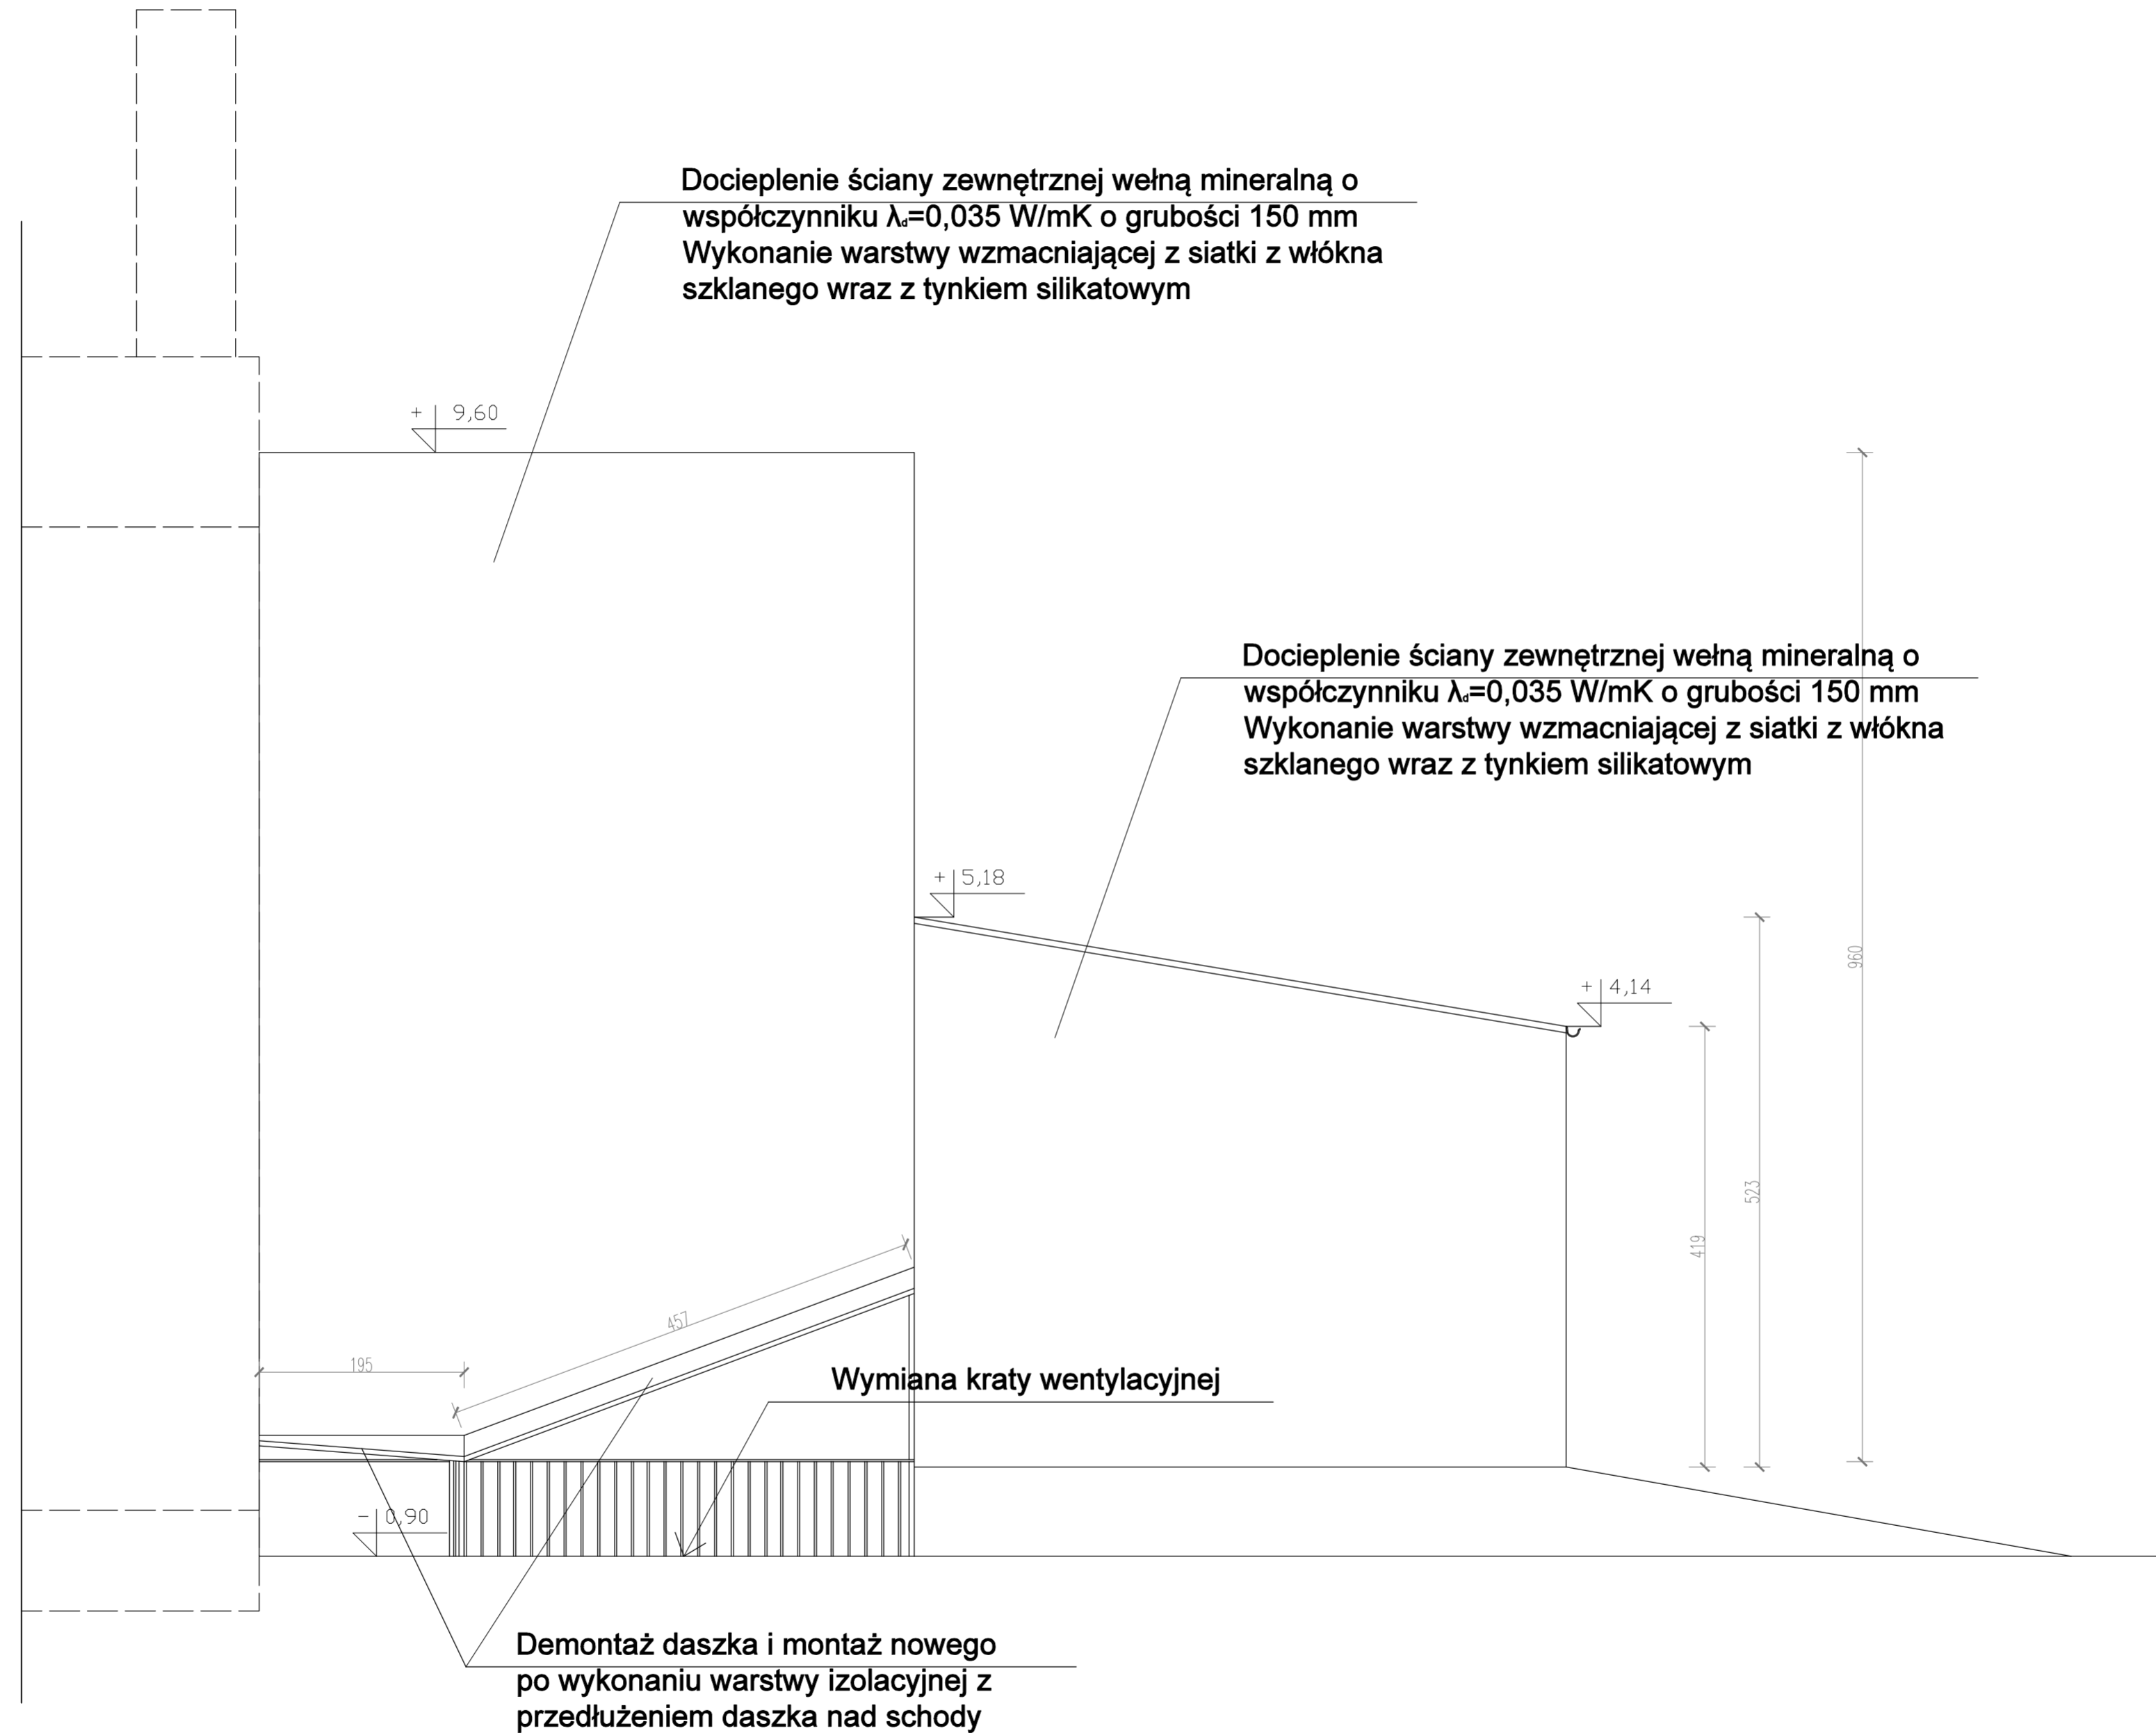 Docieplenie ściany zewnętrznej wełną mineralną o
współczynniku λd=0,035 W/mK o grubości 150 mm
Wykonanie warstwy wzmacniającej z siatki z włókna
szklanego wraz z tynkiem silikatowym
+ 9,60
Docieplenie ściany zewnętrznej wełną mineralną o
współczynniku λd=0,035 W/mK o grubości 150 mm
Wykonanie warstwy wzmacniającej z siatki z włókna
szklanego wraz z tynkiem silikatowym
+ 5,18
960
+ 4,14
523
419
457
195
Wymiana kraty wentylacyjnej
- 0,90
Demontaż daszka i montaż nowego
po wykonaniu warstwy izolacyjnej z
przedłużeniem daszka nad schody